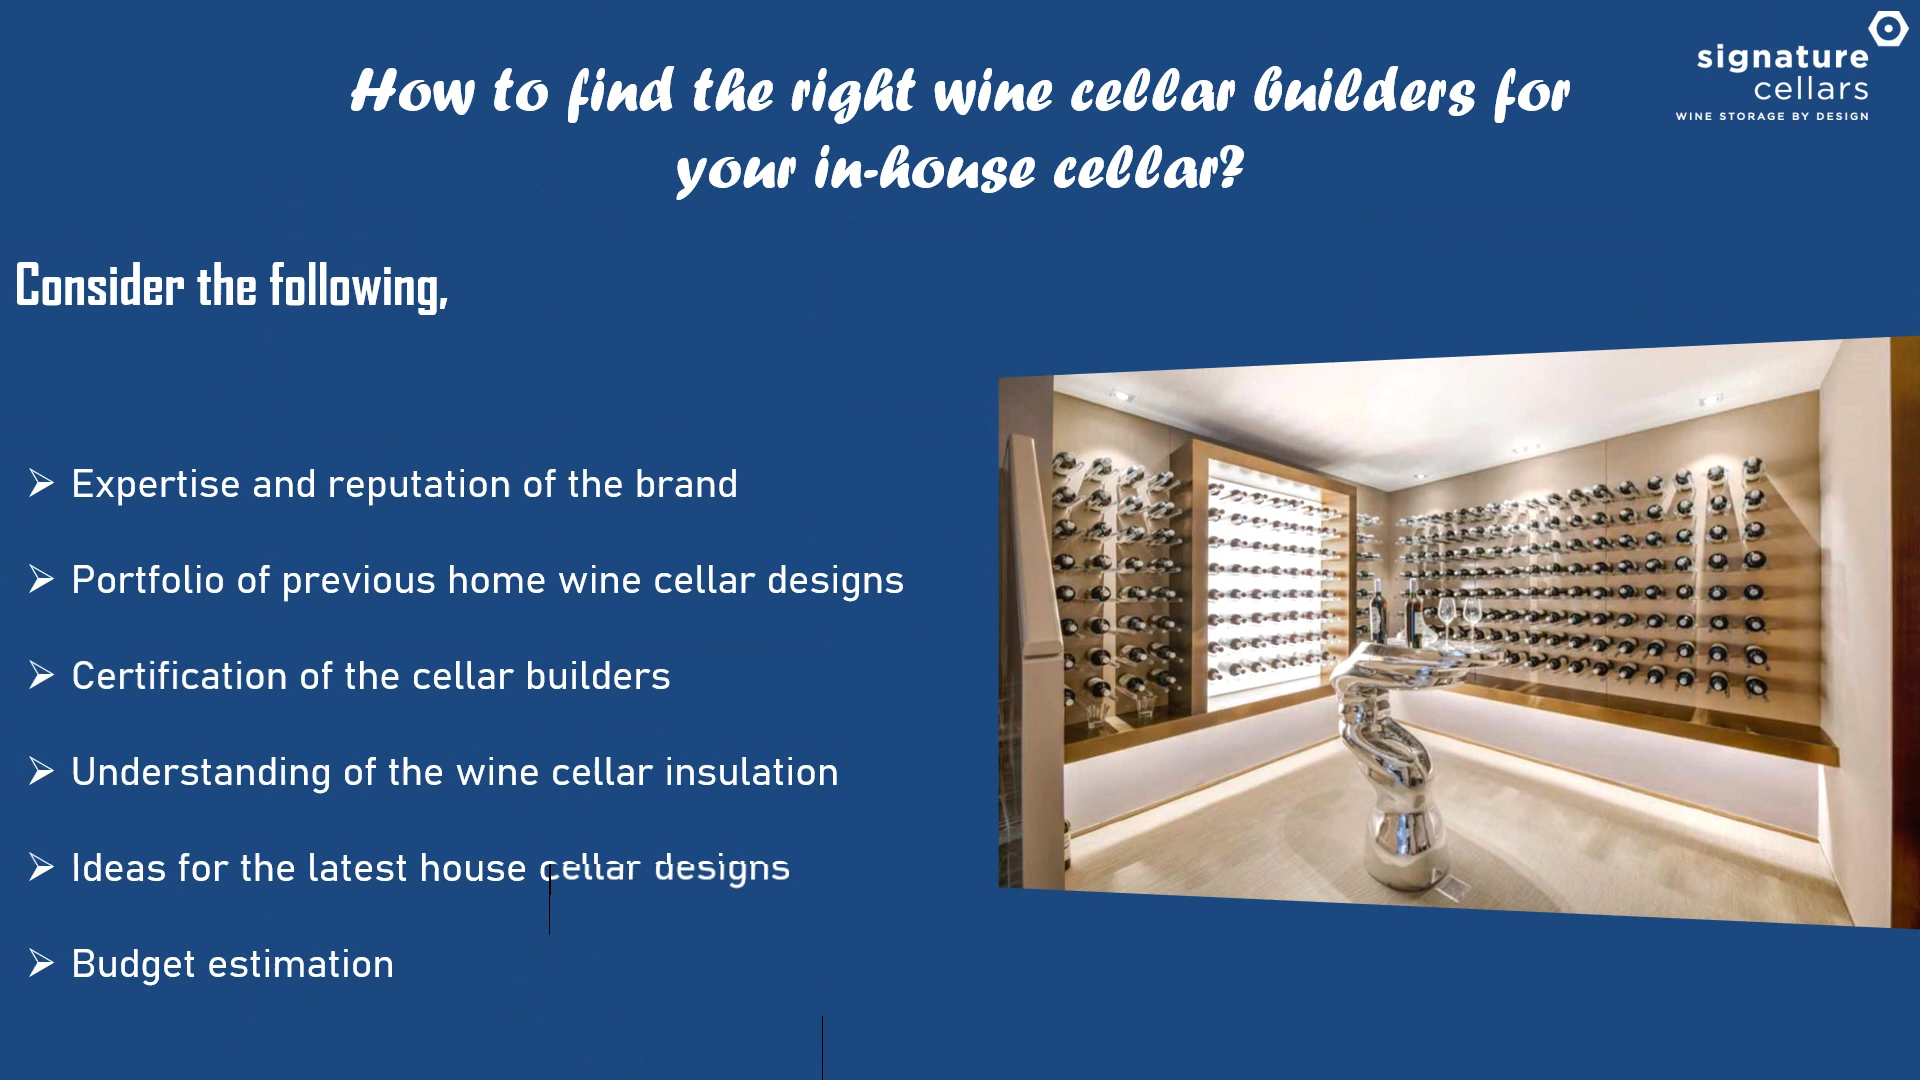 signature
cellars
WINE STORAGE BY DESIGN
How to find the right wine cellar builders for
your in-house cellar?
Consider the following,
Expertise and reputation of the brand
Portfolio of previous home wine cellar designs
Certification of the cellar builders
Understanding of the wine cellar insulation
Ideas for the latest house cellar designs
Budget estimation